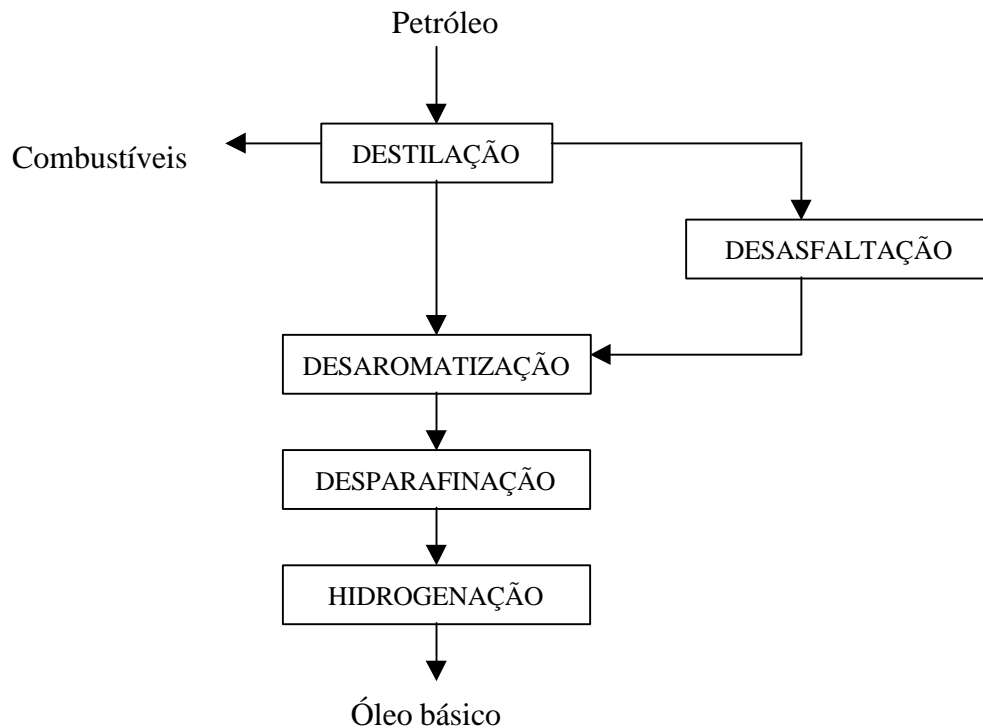 Petróleo
Combustíveis
DESTILAÇÃO
DESASFALTAÇÃO
DESAROMATIZAÇÃO
DESPARAFINAÇÃO
HIDROGENAÇÃO
Óleo básico